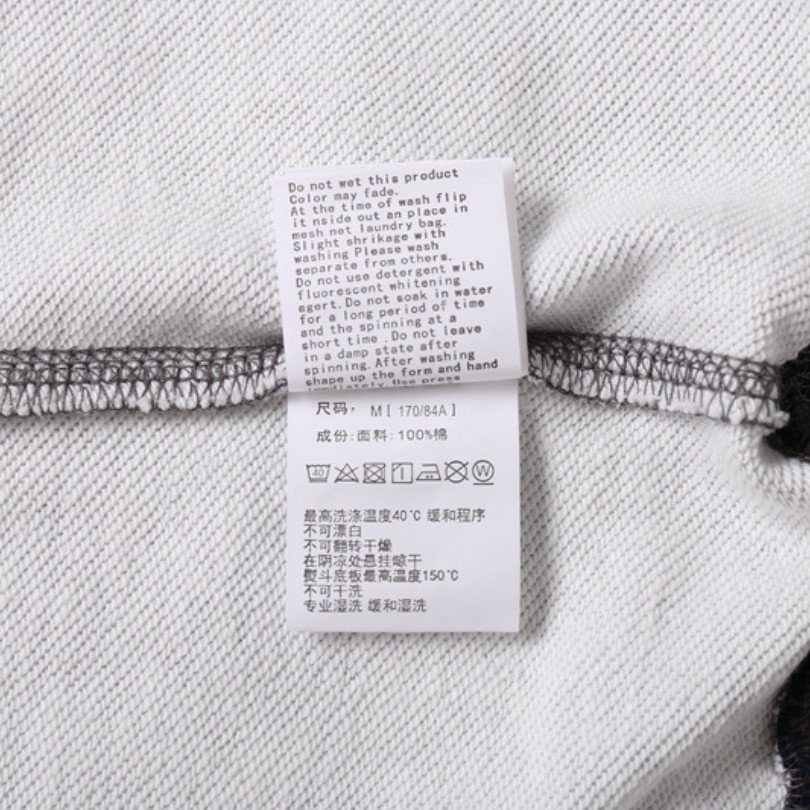 Do not wet this product
Color may fade.
At the time of wash flip
it nside out an place in
mesh net laundry bag.
Slight shrikage with
washing Please wash
separate from others.
Do not use detergent with
fluorescent whitening
egert. Do not soak in water
for a long period of time
and the spinning at a
short time .Do not leave
in a damp state after
spinning. After washing
shape up the form and hand
immediately. Use press
尺码: M[ 170/84A ]
成份:面料:100%棉
40 W
最高洗涤温度40℃ 缓和程序
不可漂白
不可翻转干燥
在阴凉处悬挂晾干
熨斗底板最高温度150℃
不可干洗
专业湿洗 缓和湿洗